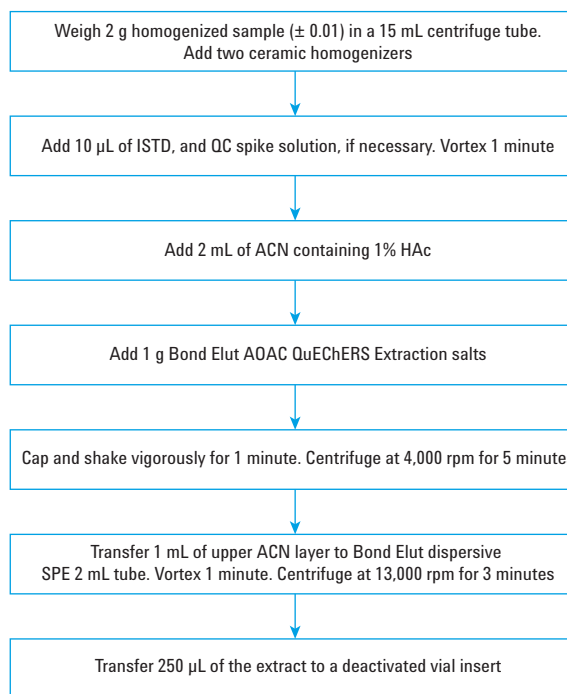 Weigh 2 g homogenized sample (± 0.01) in a 15 mL centrifuge tube.
Add two ceramic homogenizers
Add 10 µL of ISTD, and QC spike solution, if necessary. Vortex 1 minute
Add 2 mL of ACN containing 1% HAc
Add 1 g Bond Elut AOAC QuEChERS Extraction salts
Cap and shake vigorously for 1 minute. Centrifuge at 4,000 rpm for 5 minute
Transfer 1 mL of upper ACN layer to Bond Elut dispersive
SPE 2 mL tube. Vortex 1 minute. Centrifuge at 13,000 rpm for 3 minutes
Transfer 250 µL of the extract to a deactivated vial insert